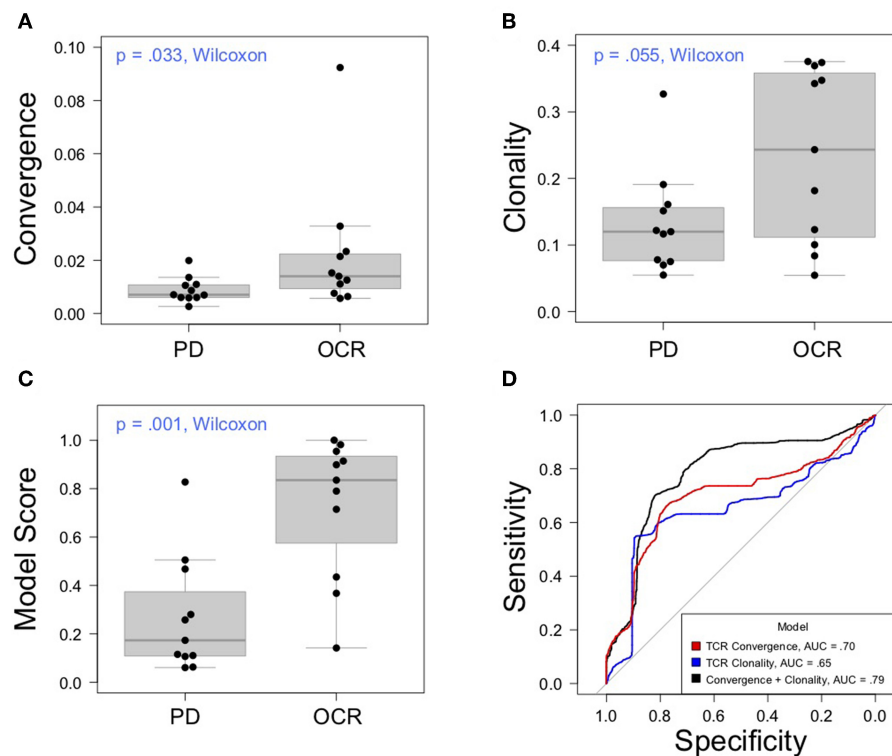 A
p = .033, Wilcoxon
Convergence
0.10
0.08
0.06
0.04
0.02
0.00
PD
OCR
B
p = .055, Wilcoxon
Clonality
0.4
0.3
0.2
0.1
0.0
PD
OCR
C
p = .001, Wilcoxon
Model Score
1.0
0.8
0.6
0.4
0.2
0.0
PD
OCR
D
Sensitivity
1.0
0.8
0.6
0.4
0.2
0.0
Model
TCR Convergence, AUC = .70
TCR Clonality, AUC = .65
Convergence + Clonality, AUC = .79
1.0 0.8 0.6 0.4 0.2 0.0
Specificity